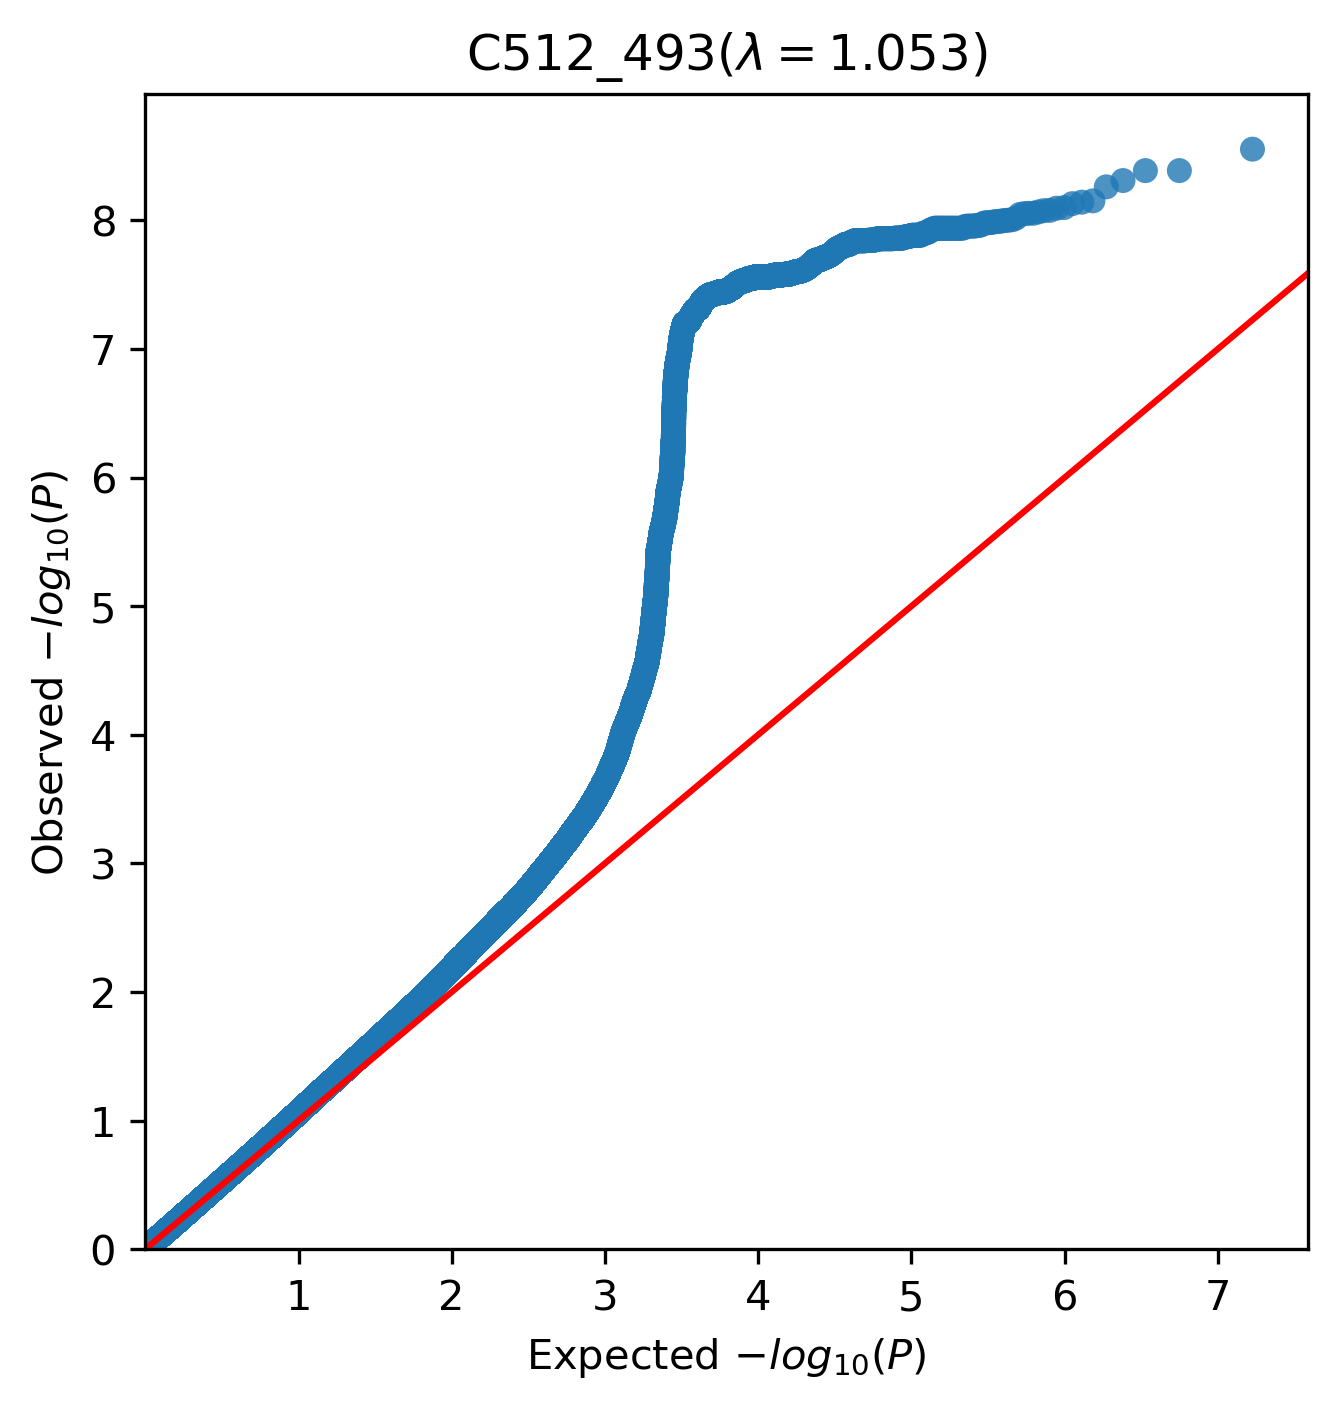 C512_493(λ = 1.053)
Observed −log₁₀(P)
8
7
6
5
4
3
2
1
0
1 2 3 4 5 6 7
Expected −log₁₀(P)